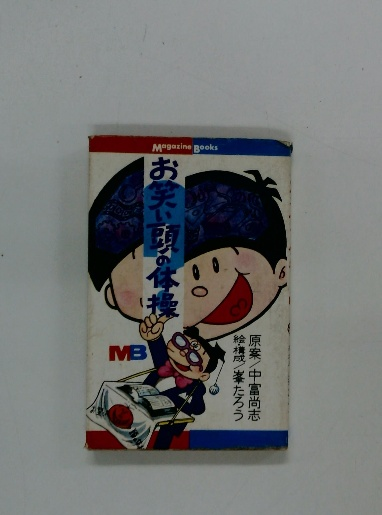 Magazine Books
お笑い頭の体操
MB
原案/中富尚志
絵・構成/峯たろう